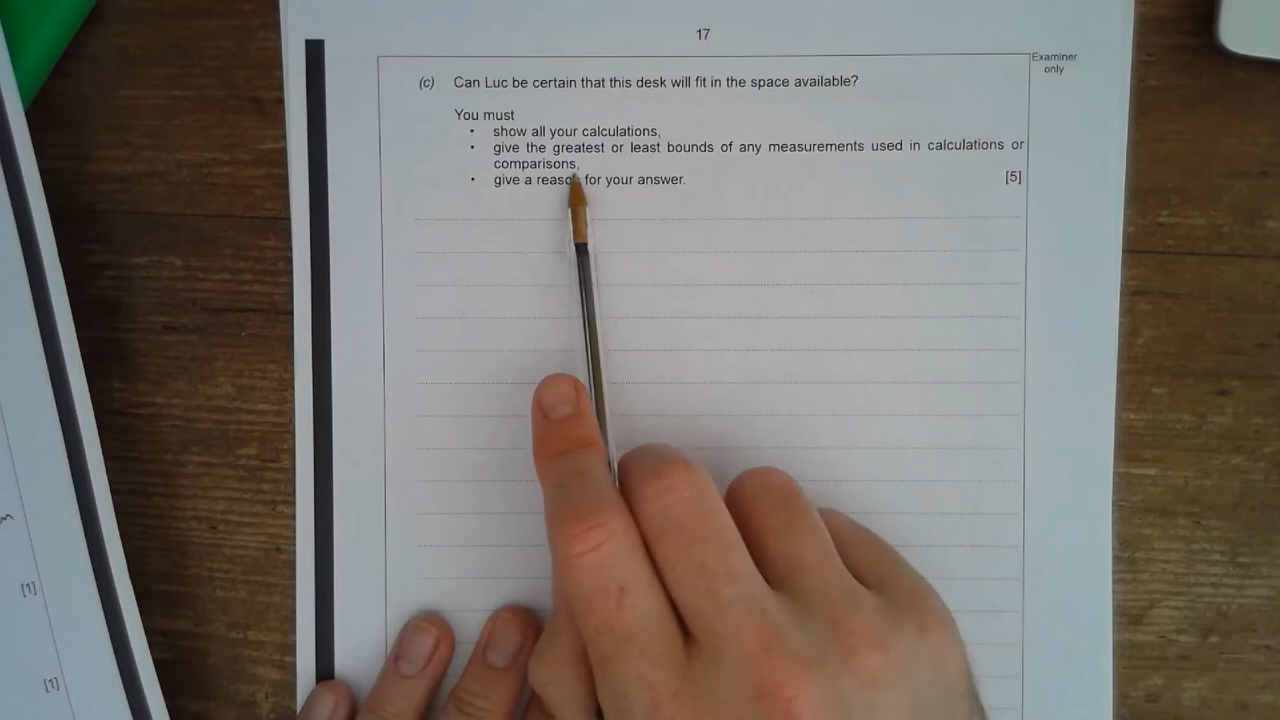 17
Examiner
only
(c) Can Luc be certain that this desk will fit in the space available?
You must
• show all your calculations,
• give the greatest or least bounds of any measurements used in calculations or
comparisons,
• give a reason for your answer. [5]
[1]
[1]